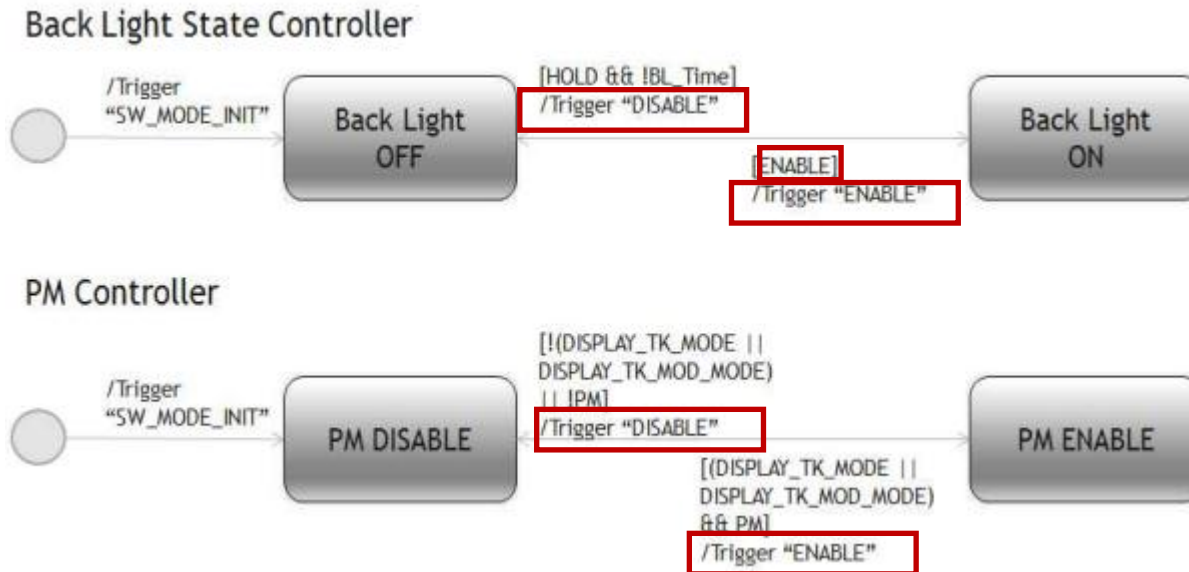 Back Light State Controller
/Trigger
"SW_MODE_INIT"
Back Light
OFF
[HOLD && !BL_Time]
/Trigger "DISABLE"
[ENABLE]
/Trigger "ENABLE"
Back Light
ON
PM Controller
/Trigger
"SW_MODE_INIT"
PM DISABLE
[!(DISPLAY_TK_MODE ||
DISPLAY_TK_MOD_MODE)
|| !PM]
/Trigger "DISABLE"
[(DISPLAY_TK_MODE ||
DISPLAY_TK_MOD_MODE)
&& PM]
/Trigger "ENABLE"
PM ENABLE